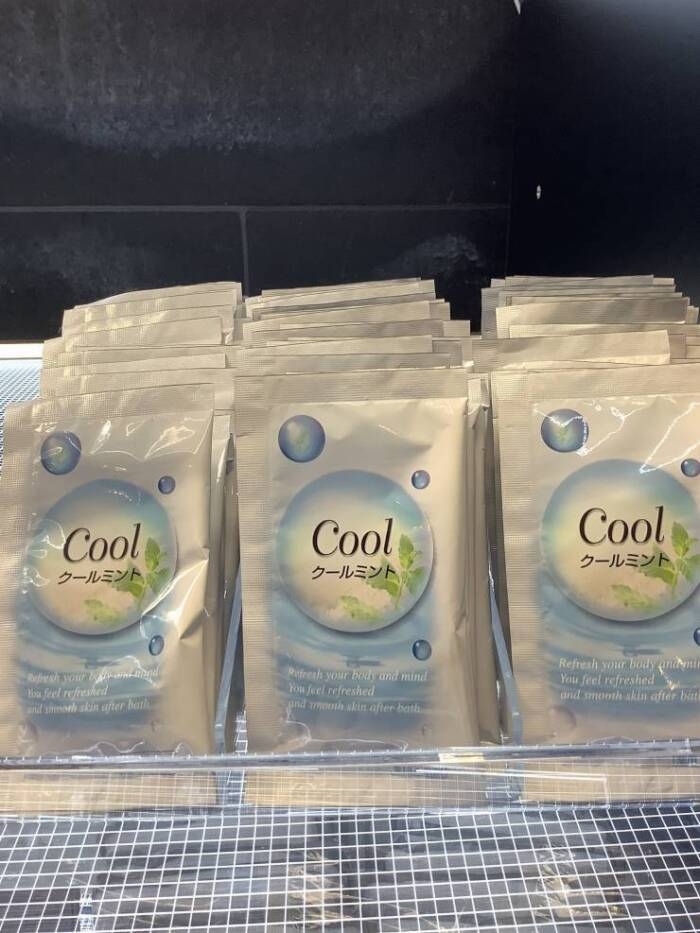 Cool
クールミント
Refresh your body and mind
You feel refreshed
and smooth skin after bath
Cool
クールミント
Refresh your body and mind
You feel refreshed
and smooth skin after bath
Cool
クールミント
Refresh your body and
You feel refreshed
and smooth skin after bath